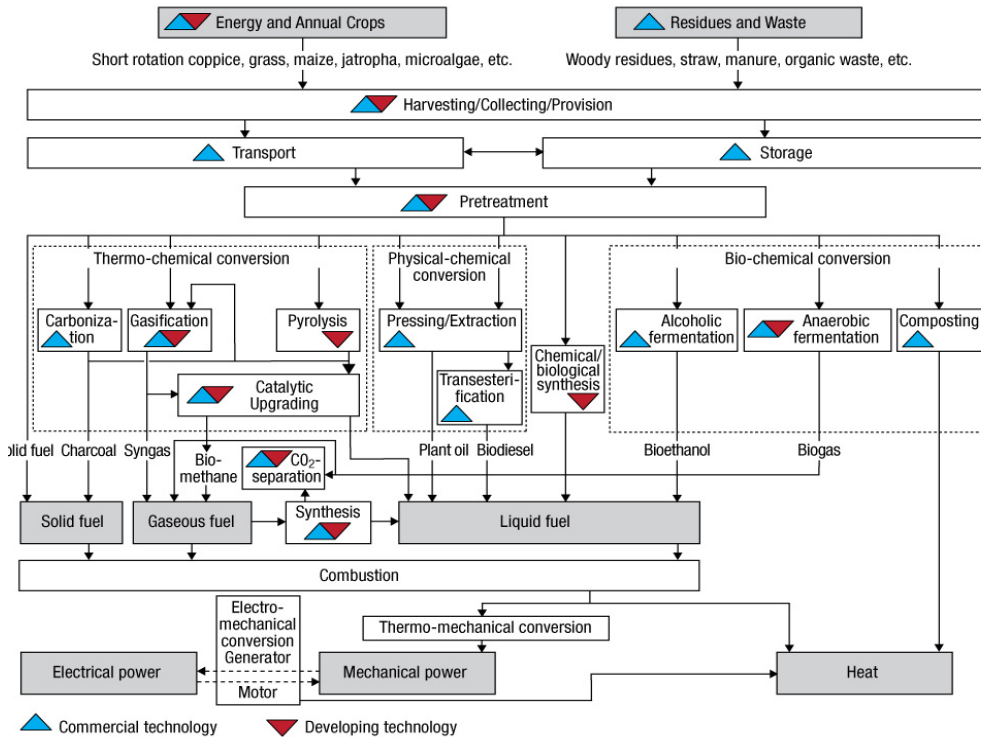 Energy and Annual Crops
Residues and Waste
Short rotation coppice, grass, maize, jatropha, microalgae, etc.
Woody residues, straw, manure, organic waste, etc.
Harvesting/Collecting/Provision
Transport
Storage
Pretreatment
Thermo-chemical conversion
Physical-chemical
conversion
Bio-chemical conversion
Carboniza-
tion
Gasification
Pyrolysis
Pressing/Extraction
Chemical/
biological
synthesis
Alcoholic
fermentation
Anaerobic
fermentation
Composting
Catalytic
Upgrading
Transesteri-
fication
olid fuel
Charcoal
Syngas
Bio-
methane
CO₂-
separation
Plant oil
Biodiesel
Bioethanol
Biogas
Solid fuel
Gaseous fuel
Synthesis
Liquid fuel
Combustion
Electro-
mechanical
conversion
Generator
Thermo-mechanical conversion
Electrical power
Mechanical power
Heat
Motor
Commercial technology
Developing technology